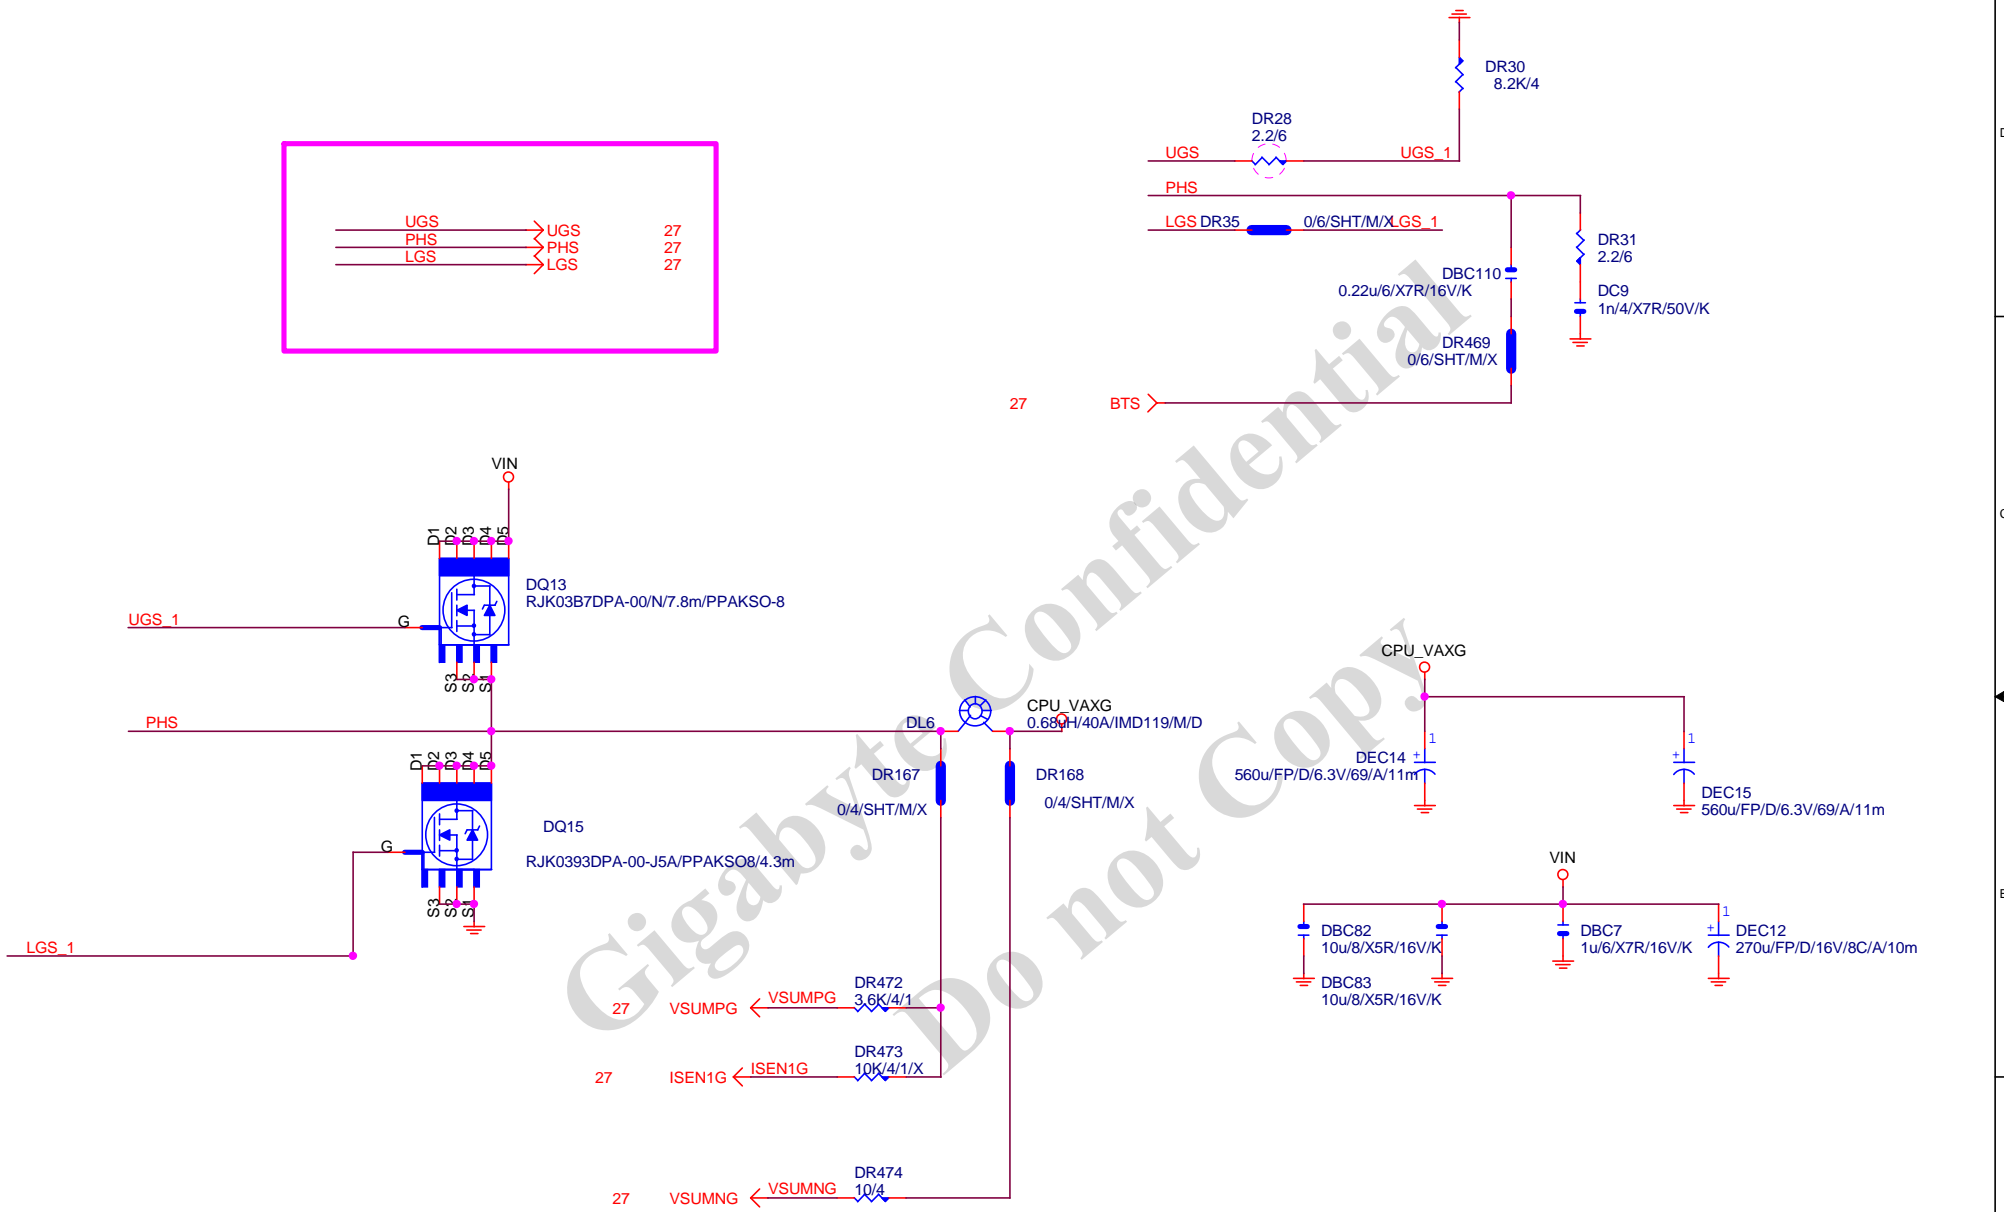 DR30
8.2K/4
DR28
2.2/6
UGS
UGS_1
PHS
LGS DR35 0/6/SHT/M/X LGS_1
UGS UGS 27
PHS PHS 27
LGS LGS 27
DR31
2.2/6
DBC110
0.22u/6/X7R/16V/K
DC9
1n/4/X7R/50V/K
DR469
0/6/SHT/M/X
27 BTS
VIN
D1 D2 D3 D4 D5
DQ13
RJK03B7DPA-00/N/7.8m/PPAKSO-8
UGS_1 G
S3 S2 S1
PHS
DL6
CPU_VAXG
0.68uH/40A/IMD119/M/D
D1 D2 D3 D4 D5
DR167
0/4/SHT/M/X
DR168
0/4/SHT/M/X
DQ15
RJK0393DPA-00-J5A/PPAKSO8/4.3m
G
S3 S2 S1
LGS_1
CPU_VAXG
1
+
DEC14
560u/FP/D/6.3V/69/A/11m
1
+
DEC15
560u/FP/D/6.3V/69/A/11m
VIN
DBC82
10u/8/X5R/16V/K
DBC83
10u/8/X5R/16V/K
DBC7
1u/6/X7R/16V/K
1
+
DEC12
270u/FP/D/16V/8C/A/10m
DR472
3.6K/4/1
27 VSUMPG VSUMPG
DR473
10K/4/1/X
27 ISEN1G ISEN1G
DR474
10/4
27 VSUMNG VSUMNG
Gigabyte Confidential
Do not Copy